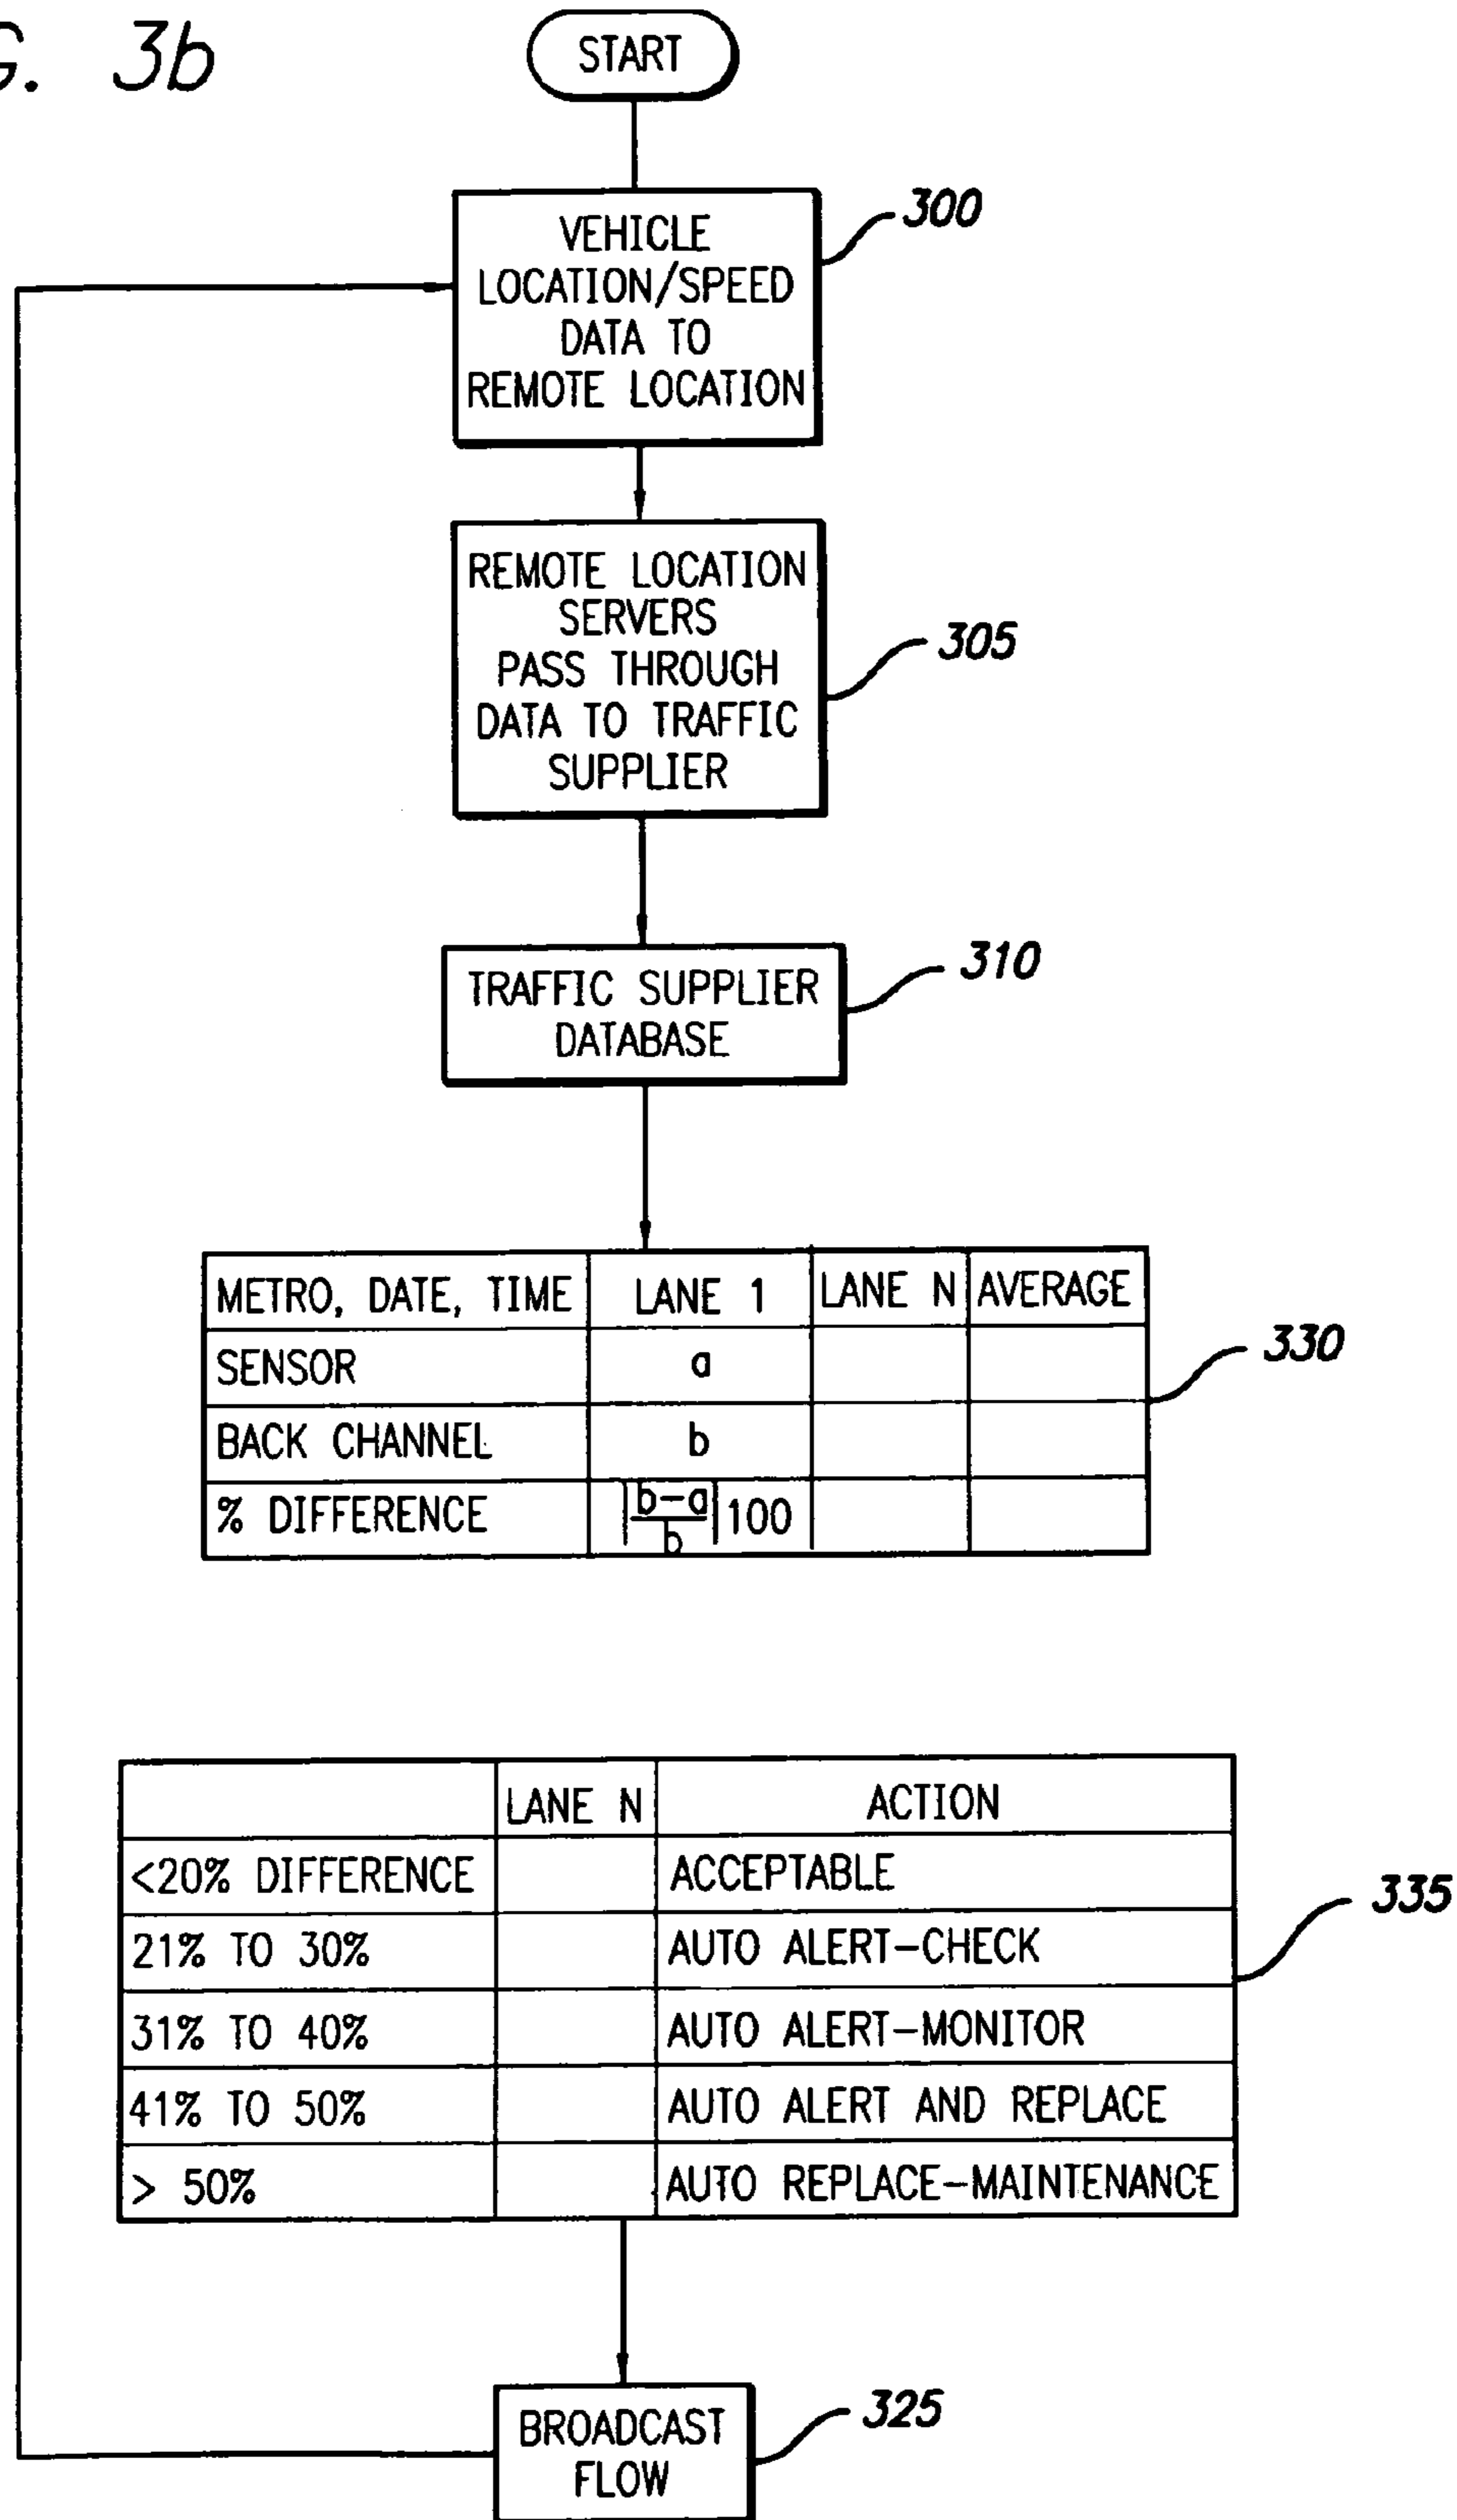 G. 3b
START
VEHICLE
LOCATION/SPEED
DATA TO
REMOTE LOCATION
300
REMOTE LOCATION
SERVERS
PASS THROUGH
DATA TO TRAFFIC
SUPPLIER
305
TRAFFIC SUPPLIER
DATABASE
310
METRO, DATE, TIME LANE 1 LANE N AVERAGE
SENSOR a
BACK CHANNEL b
% DIFFERENCE |b-a/b|100
330
LANE N ACTION
<20% DIFFERENCE ACCEPTABLE
21% TO 30% AUTO ALERT-CHECK
31% TO 40% AUTO ALERT-MONITOR
41% TO 50% AUTO ALERT AND REPLACE
> 50% AUTO REPLACE-MAINTENANCE
335
BROADCAST
FLOW
325